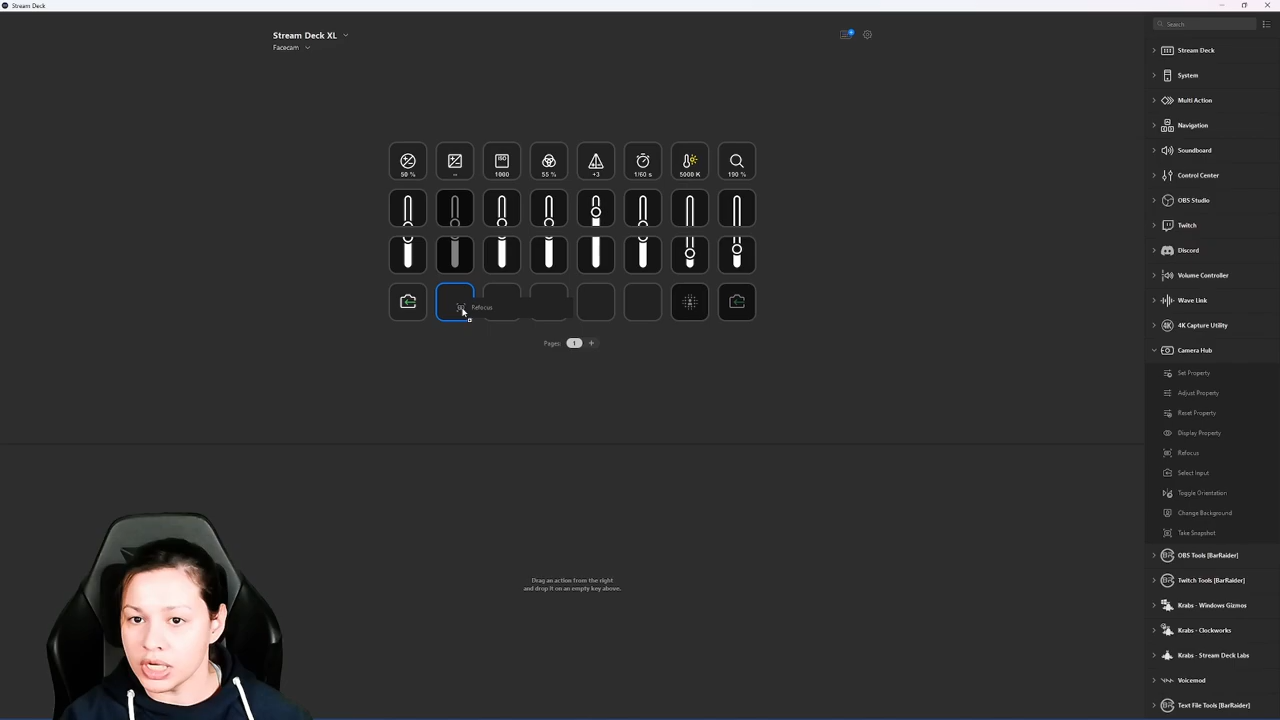 Stream Deck
Stream Deck XL
Facecam
Search
Stream Deck
System
Multi Action
Navigation
Soundboard
Control Center
OBS Studio
Twitch
Discord
Volume Controller
Wave Link
4K Capture Utility
Camera Hub
Set Property
Adjust Property
Reset Property
Display Property
Refocus
Select Input
Toggle Orientation
Change Background
Take Snapshot
OBS Tools [BarRaider]
Twitch Tools [BarRaider]
Krabs - Windows Gizmos
Krabs - Clockworks
Krabs - Stream Deck Labs
Voicemod
Text File Tools [BarRaider]
50 %
--
ISO
1000
55 %
+3
1/60 s
5000 K
190 %
Refocus
Pages: 1 +
Drag an action from the right
and drop it on an empty key above.